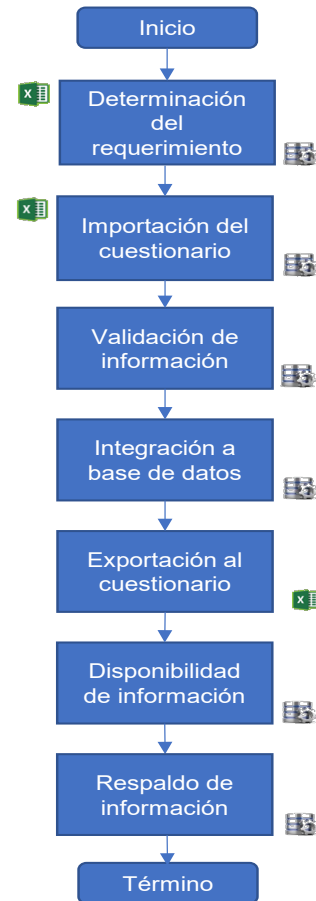 Inicio
Determinación
del
requerimiento
Importación del
cuestionario
Validación de
información
Integración a
base de datos
Exportación al
cuestionario
Disponibilidad
de información
Respaldo de
información
Término